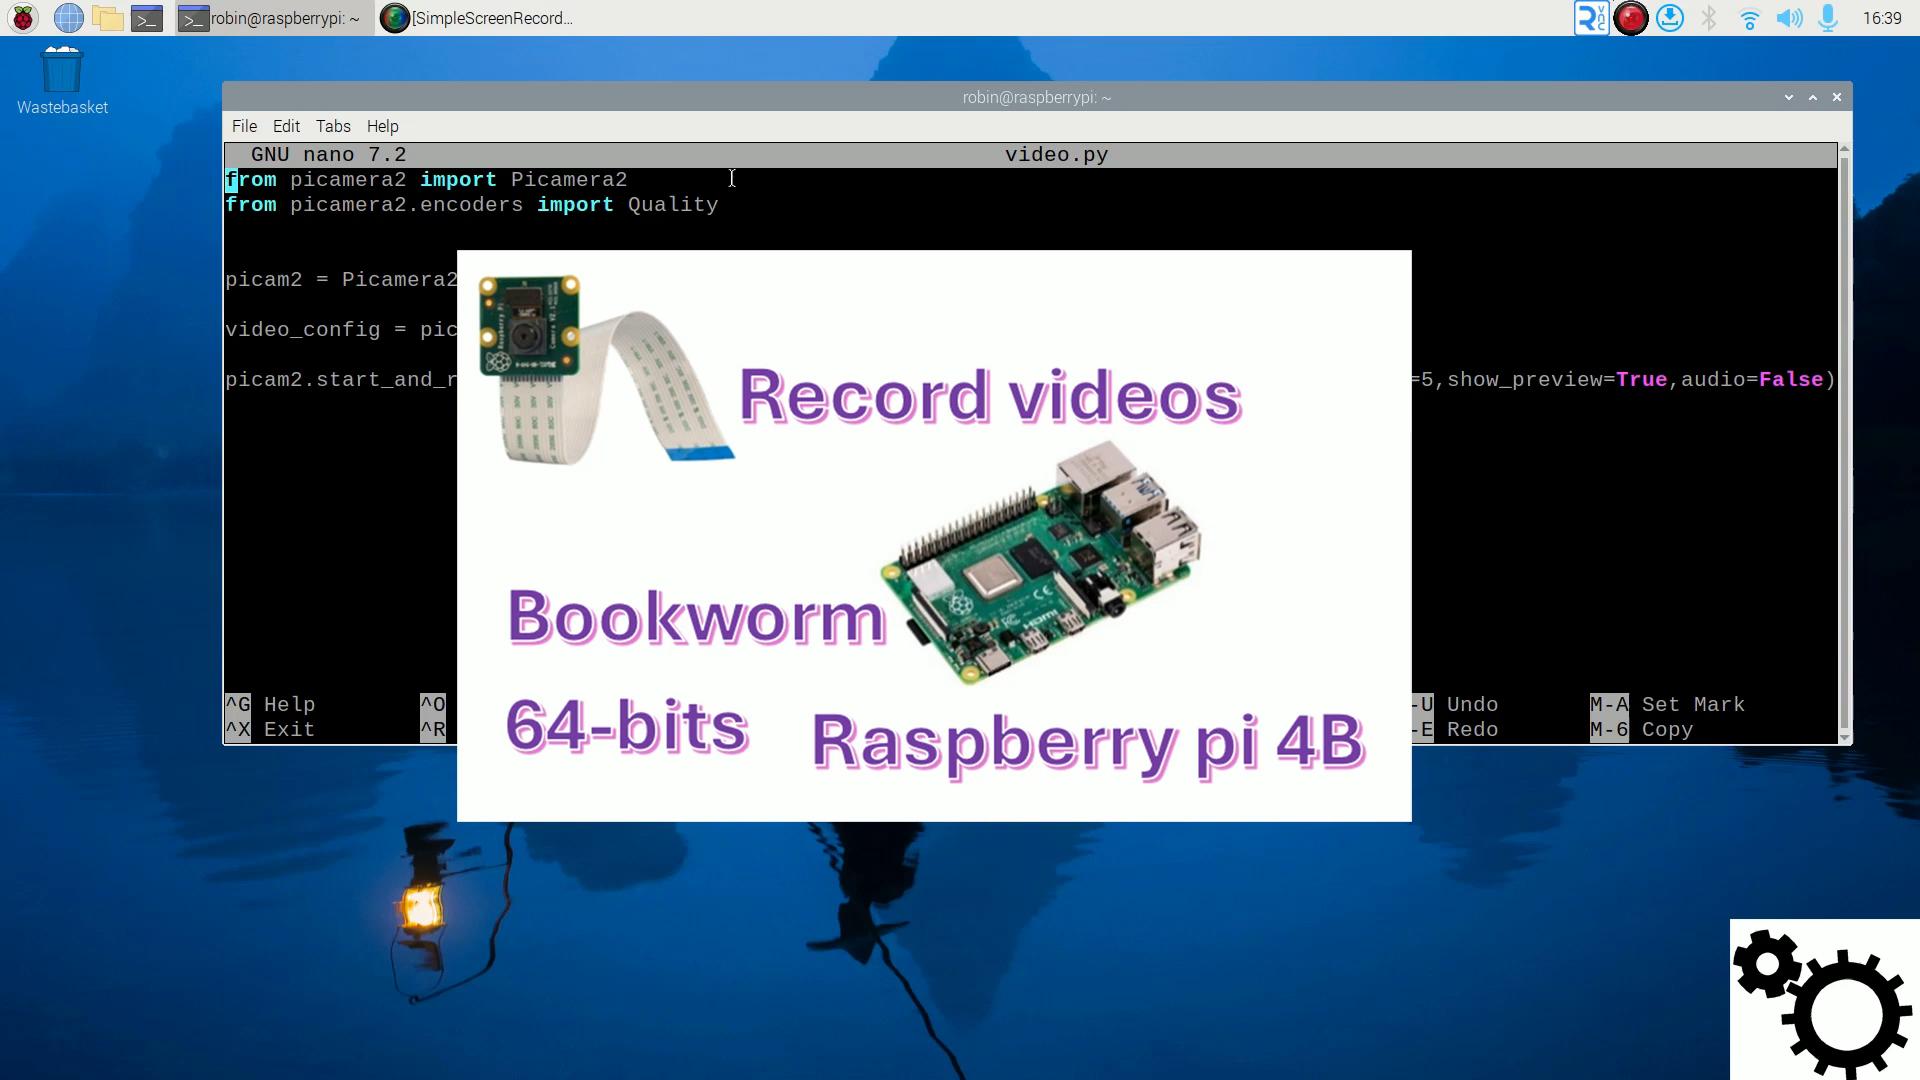 robin@raspberrypi: ~
[SimpleScreenRecord...
16:39
Wastebasket
robin@raspberrypi: ~
File Edit Tabs Help
GNU nano 7.2 video.py
from picamera2 import Picamera2
from picamera2.encoders import Quality
picam2 = Picamera2
video_config = pic
picam2.start_and_r
=5,show_preview=True,audio=False)
Record videos
Bookworm
64-bits
Raspberry pi 4B
HDMI
^G Help ^O
-U Undo M-A Set Mark
^X Exit ^R
-E Redo M-6 Copy